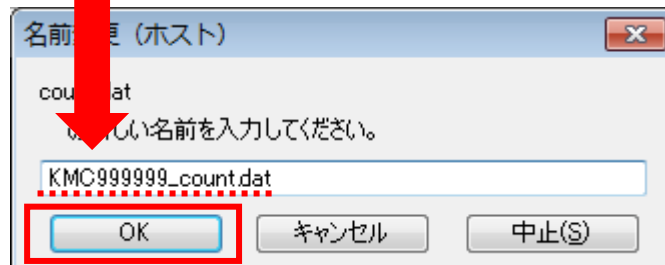 名前 更（ホスト）
cou at
しい名前を入力してください。
KMC999999_count.dat
OK
キャンセル
中止(S)